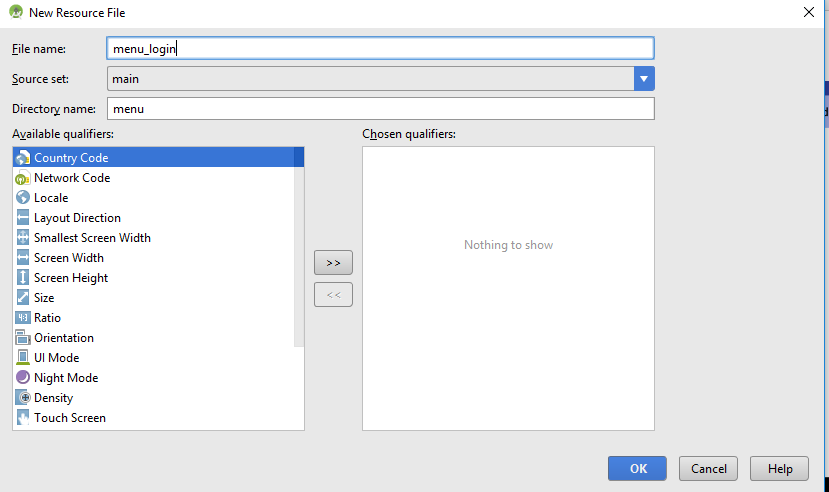 New Resource File
File name: menu_login
Source set: main
Directory name: menu
Available qualifiers: Chosen qualifiers:
Country Code
Network Code
Locale
Layout Direction
Smallest Screen Width
Nothing to show
Screen Width
>>
Screen Height
Size
<<
Ratio
Orientation
UI Mode
Night Mode
Density
Touch Screen
OK Cancel Help